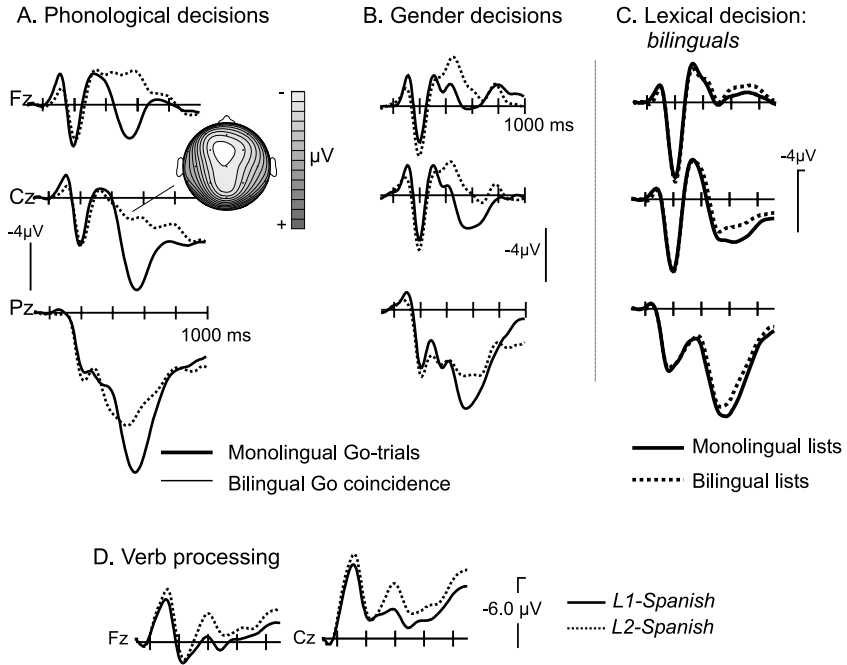 A. Phonological decisions
B. Gender decisions
C. Lexical decision:
bilinguals
Fz
-
µV
+
1000 ms
-4µV
Cz
-4µV
-4µV
Pz
1000 ms
Monolingual Go-trials
Bilingual Go coincidence
Monolingual lists
Bilingual lists
D. Verb processing
Fz
Cz
-6.0 µV
L1-Spanish
L2-Spanish